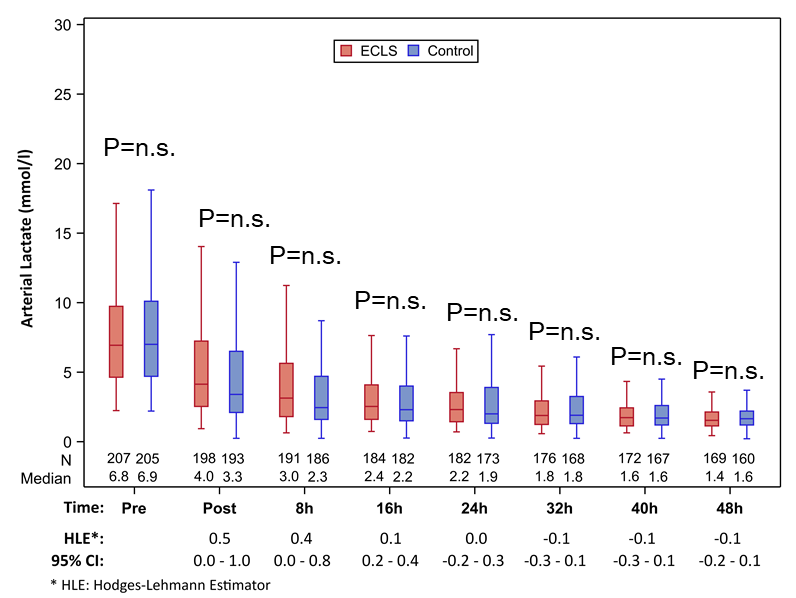 30
ECLS Control
25
Arterial Lactate (mmol/l)
20
P=n.s.
15
P=n.s.
P=n.s.
10
P=n.s.
P=n.s.
P=n.s.
P=n.s.
P=n.s.
5
0
N 207 205 198 193 191 186 184 182 182 173 176 168 172 167 169 160
Median 6.8 6.9 4.0 3.3 3.0 2.3 2.4 2.2 2.2 1.9 1.8 1.8 1.6 1.6 1.4 1.6
Time: Pre Post 8h 16h 24h 32h 40h 48h
HLE*: 0.5 0.4 0.1 0.0 -0.1 -0.1 -0.1
95% CI: 0.0 - 1.0 0.0 - 0.8 0.2 - 0.4 -0.2 - 0.3 -0.3 - 0.1 -0.3 - 0.1 -0.2 - 0.1
* HLE: Hodges-Lehmann Estimator